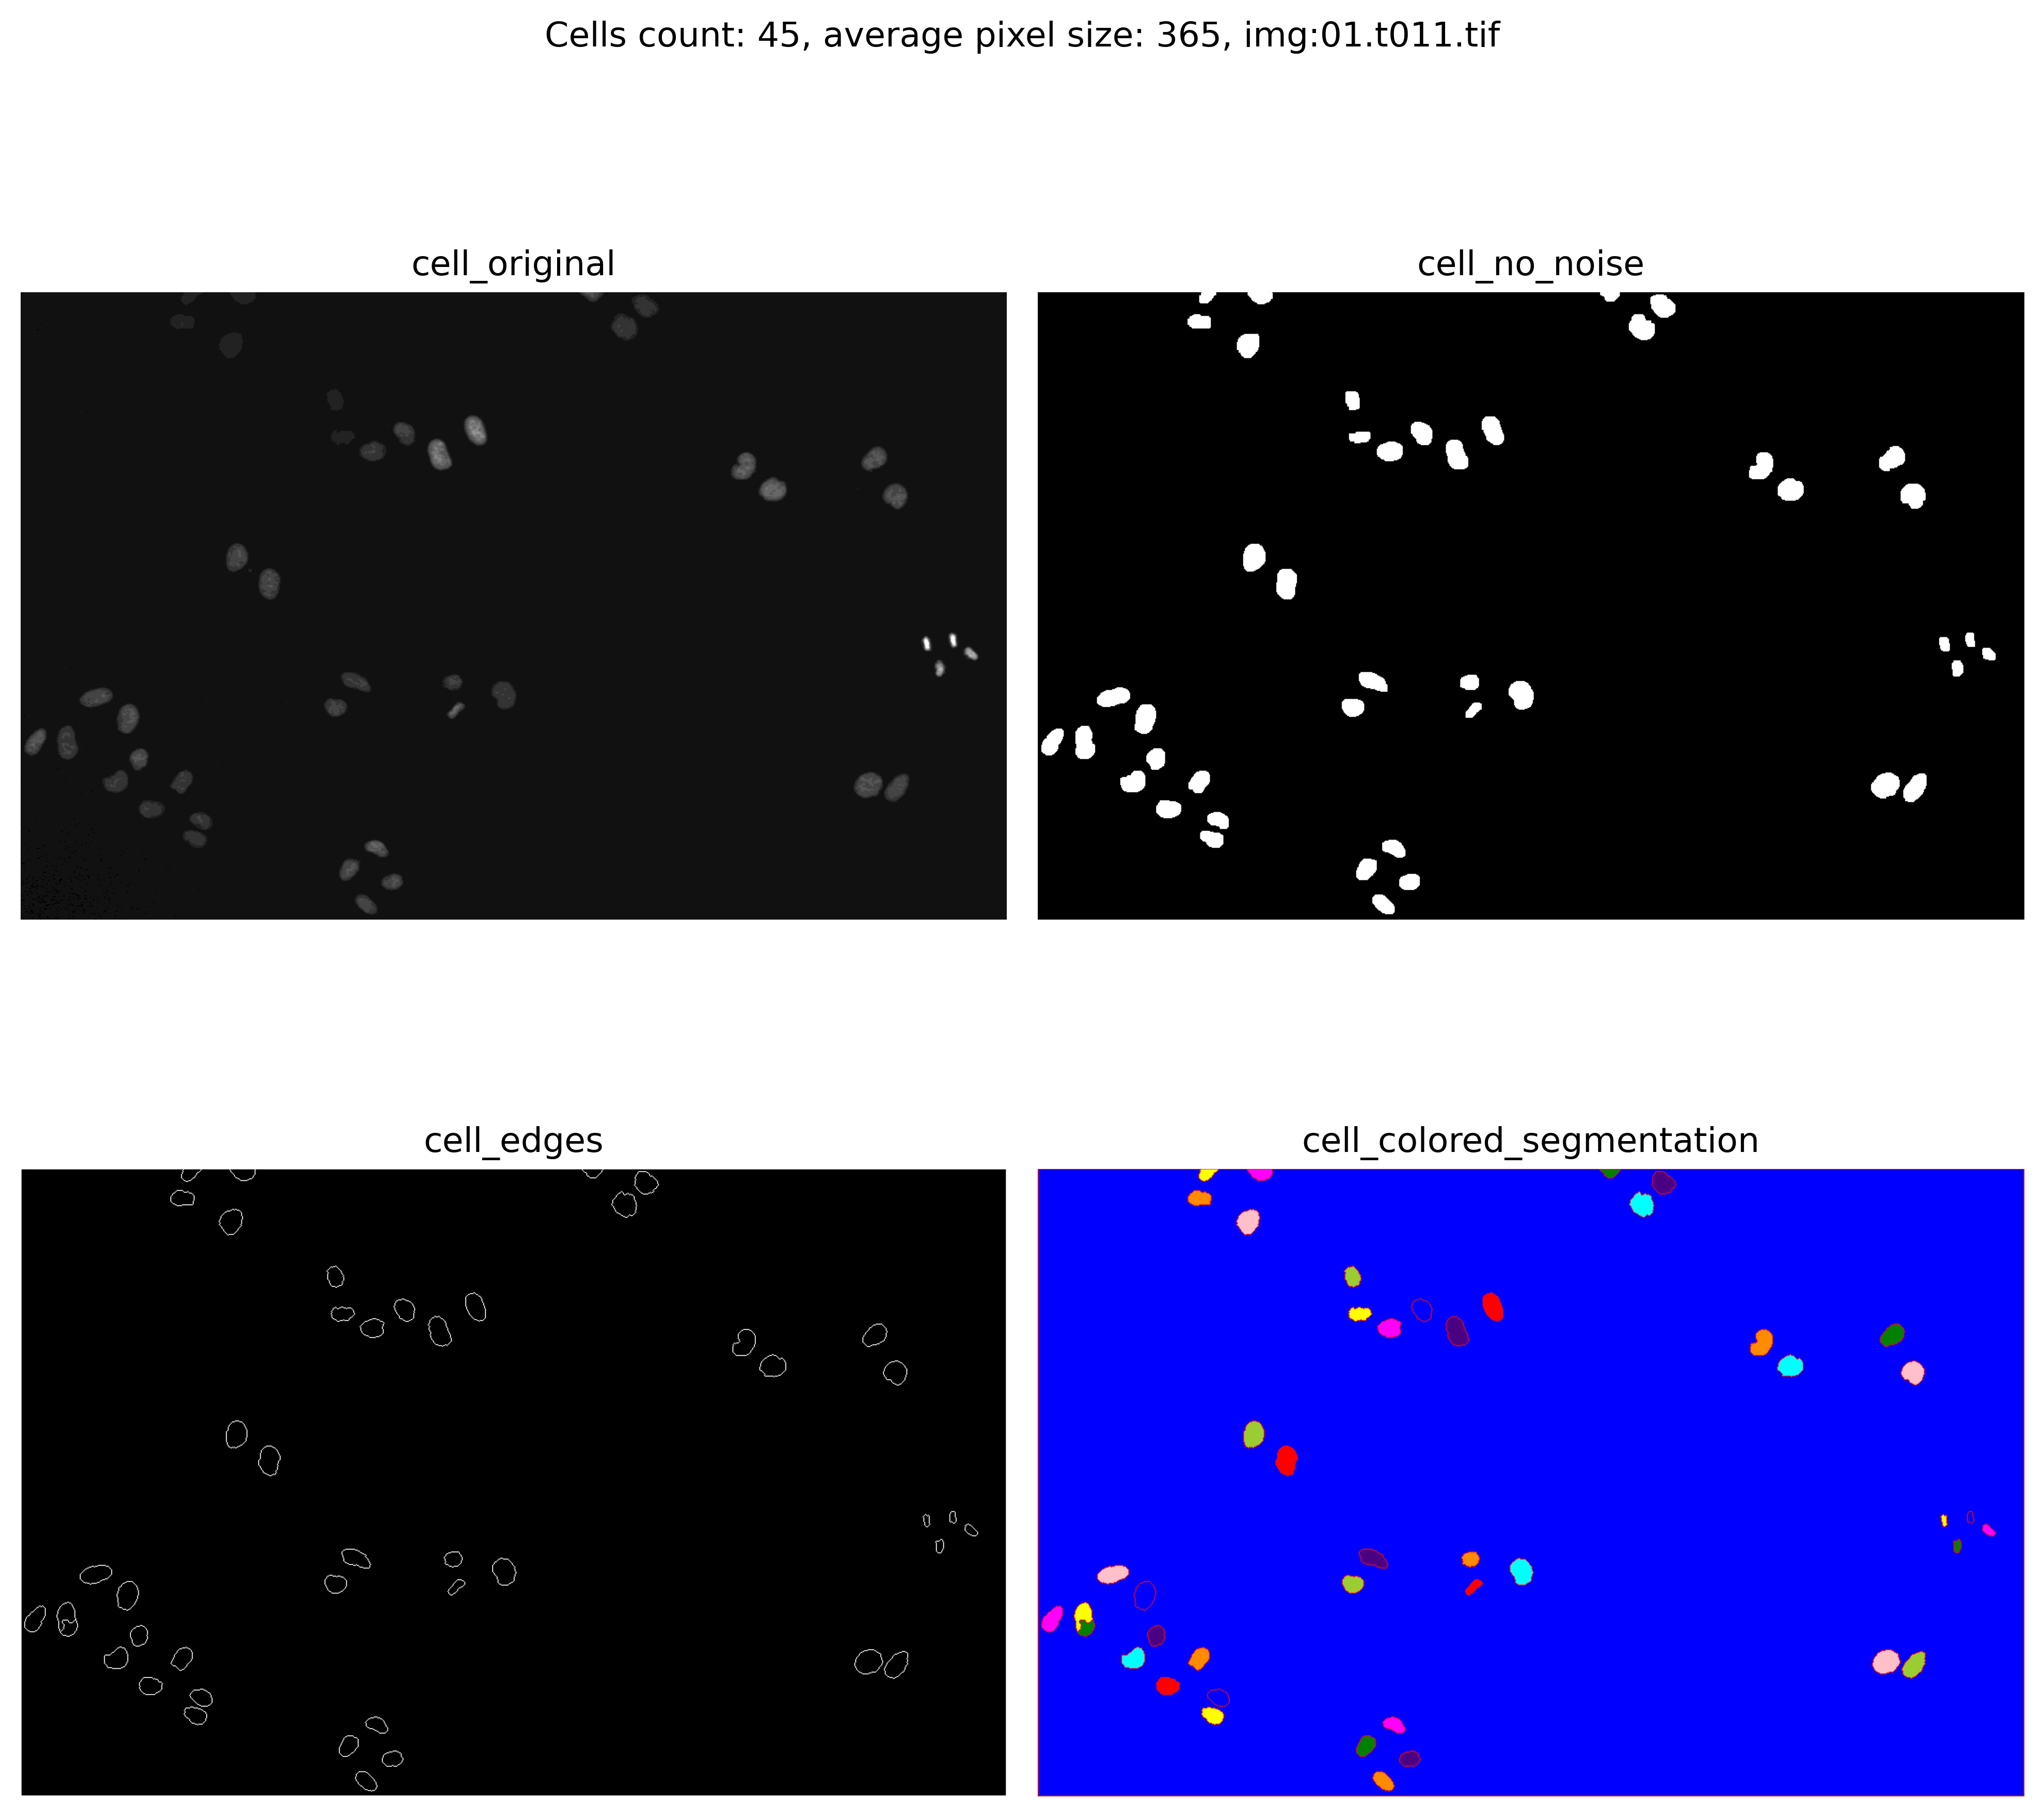 Cells count: 45, average pixel size: 365, img:01.t011.tif
cell_original
cell_no_noise
cell_edges
cell_colored_segmentation